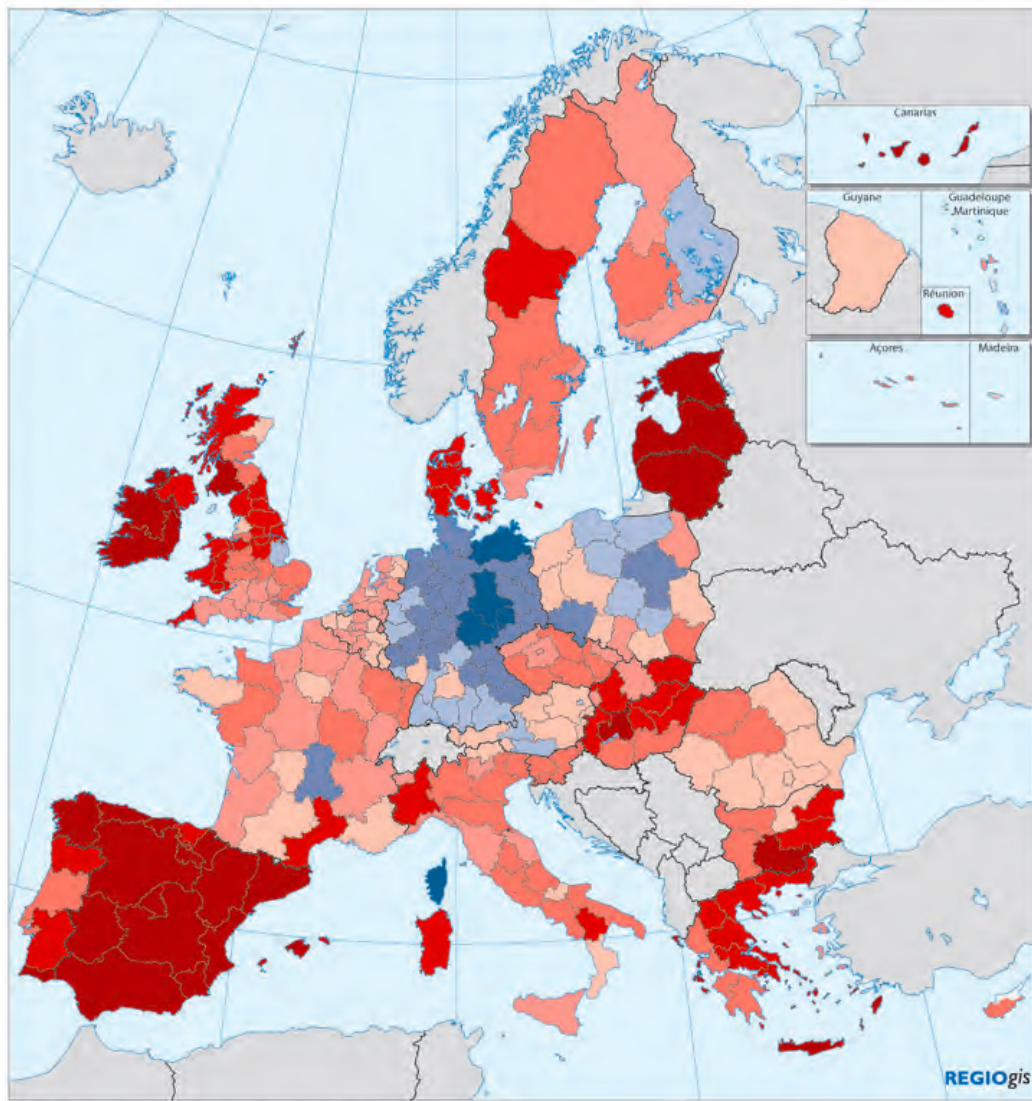 Canarias
Guyane
Guadeloupe
Martinique
Réunion
Açores
Madeira
REGIOgis